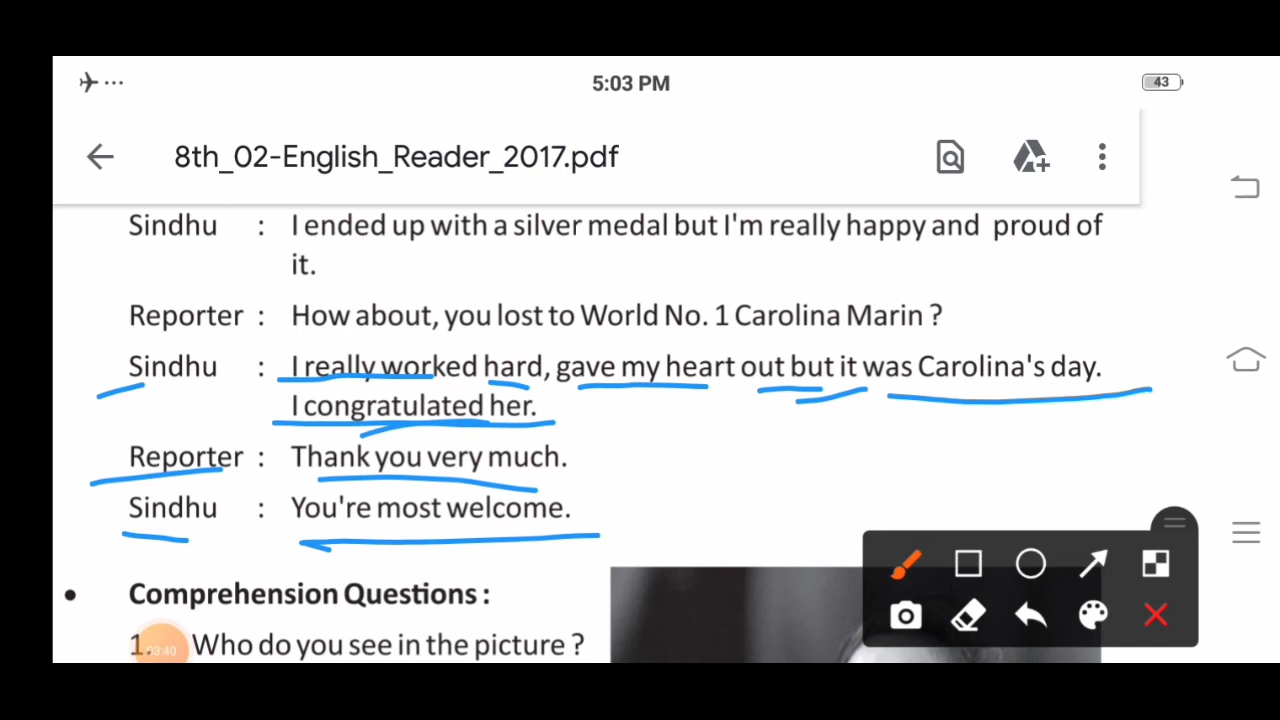 5:03 PM
43
8th_02-English_Reader_2017.pdf
Sindhu : I ended up with a silver medal but I'm really happy and proud of
it.
Reporter : How about, you lost to World No. 1 Carolina Marin ?
Sindhu : I really worked hard, gave my heart out but it was Carolina's day.
I congratulated her.
Reporter : Thank you very much.
Sindhu : You're most welcome.
• Comprehension Questions :
1. Who do you see in the picture ?
03:40